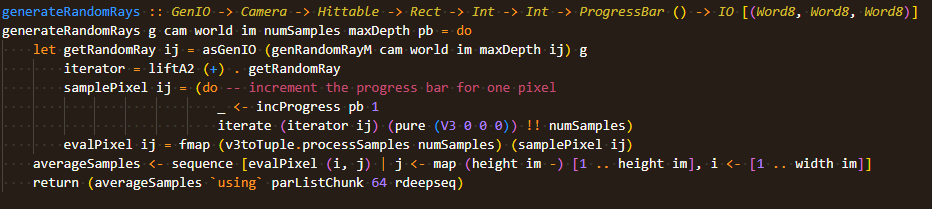 generateRandomRays :: GenIO -> Camera -> Hittable -> Rect -> Int -> Int -> ProgressBar () -> IO [(Word8, Word8, Word8)]
generateRandomRays g cam world im numSamples maxDepth pb = do
    let getRandomRay ij = asGenIO (genRandomRayM cam world im maxDepth ij) g
        iterator = liftA2 (+) . getRandomRay
        samplePixel ij = (do -- increment the progress bar for one pixel
                            _ <- incProgress pb 1
                            iterate (iterator ij) (pure (V3 0 0 0)) !! numSamples)
        evalPixel ij = fmap (v3toTuple.processSamples numSamples) (samplePixel ij)
    averageSamples <- sequence [evalPixel (i, j) | j <- map (height im -) [1 .. height im], i <- [1 .. width im]]
    return (averageSamples `using` parListChunk 64 rdeepseq)